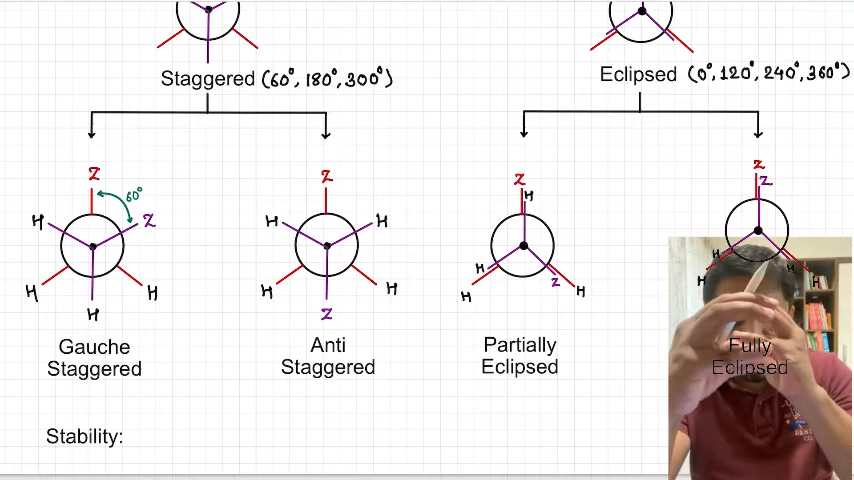 Staggered (60°, 180°, 300°)
Eclipsed (0°, 120°, 240°, 360°)
Z
60°
H
Z
H
H
H
Gauche
Staggered
Z
H
H
H
H
Z
Anti
Staggered
Z
H
H
Z
H
H
Partially
Eclipsed
Z
Z
H
H
H
H
Fully
Eclipsed
Stability: